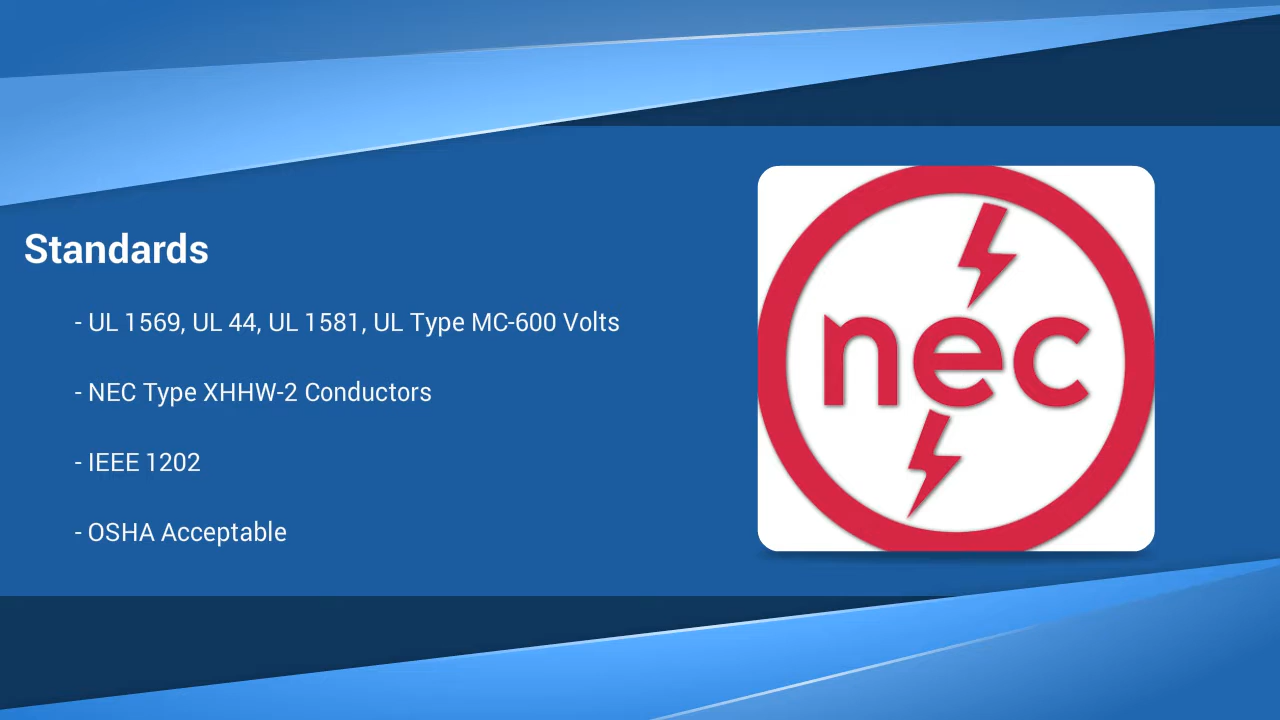 Standards
- UL 1569, UL 44, UL 1581, UL Type MC-600 Volts
- NEC Type XHHW-2 Conductors
- IEEE 1202
- OSHA Acceptable
nec